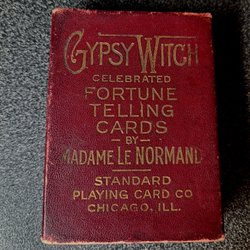 GYPSY WITCH
CELEBRATED
FORTUNE
TELLING
CARDS
BY
MADAME LE NORMAND
STANDARD
PLAYING CARD CO
CHICAGO, ILL.